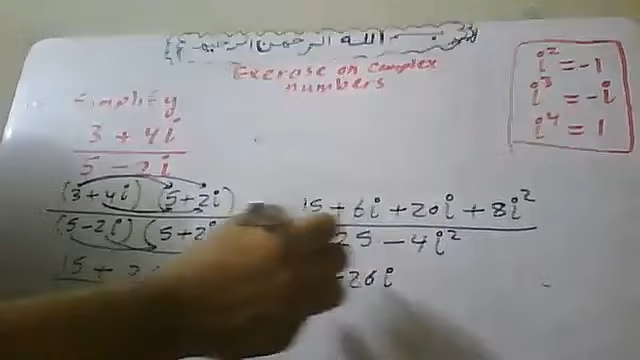 بسم الله الرحمن الرحيم
Exercise on complex
numbers
i² = -1
i³ = -i
i⁴ = 1
Simplify
3 + 4i
5 - 2i
(3+4i) (5+2i)
(5-2i) (5+2i
15 + 6i + 20i + 8i²
25 - 4i²
15 +
26i